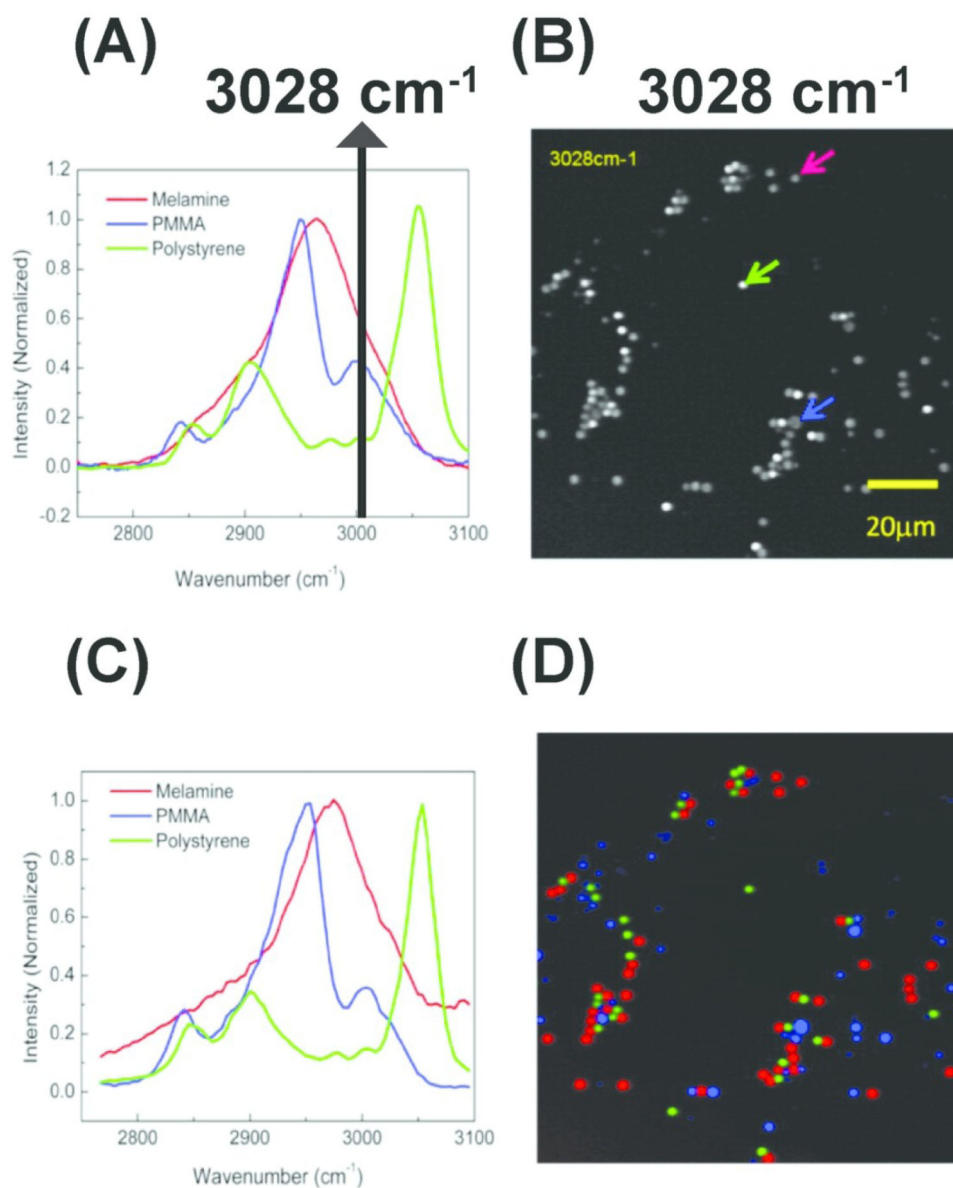 (A)
3028 cm-1
(B)
3028 cm-1
1.2
1.0
0.8
0.6
0.4
0.2
0.0
-0.2
Intensity (Normalized)
Melamine
PMMA
Polystyrene
2800
2900
3000
3100
Wavenumber (cm-1)
3028cm-1
20µm
(C)
(D)
1.0
0.8
0.6
0.4
0.2
0.0
Intensity (Normalized)
Melamine
PMMA
Polystyrene
2800
2900
3000
3100
Wavenumber (cm-1)